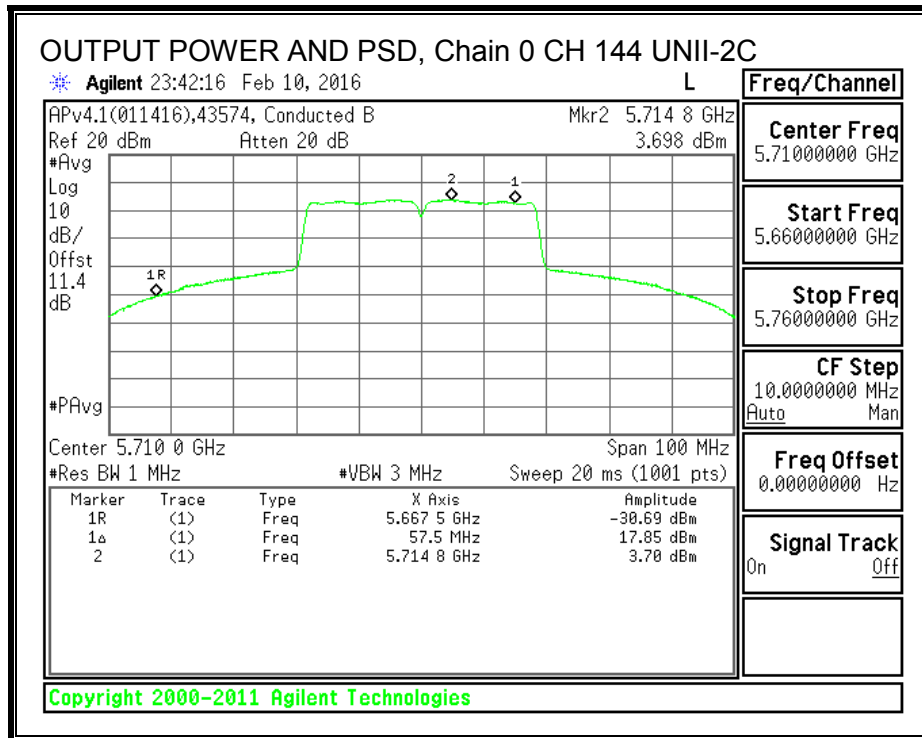 OUTPUT POWER AND PSD, Chain 0 CH 144 UNII-2C
Agilent 23:42:16 Feb 10, 2016 L
APv4.1(011416),43574, Conducted B Mkr2 5.714 8 GHz
Ref 20 dBm Atten 20 dB 3.698 dBm
#Avg
Log
10
dB/
Offst
11.4
dB
#PAvg
1R
2
1
Center 5.710 0 GHz Span 100 MHz
#Res BW 1 MHz #VBW 3 MHz Sweep 20 ms (1001 pts)
Marker Trace Type X Axis Amplitude
1R (1) Freq 5.667 5 GHz -30.69 dBm
1Δ (1) Freq 57.5 MHz 17.85 dBm
2 (1) Freq 5.714 8 GHz 3.70 dBm
Freq/Channel
Center Freq
5.71000000 GHz
Start Freq
5.66000000 GHz
Stop Freq
5.76000000 GHz
CF Step
10.0000000 MHz
Auto Man
Freq Offset
0.00000000 Hz
Signal Track
On Off
Copyright 2000-2011 Agilent Technologies